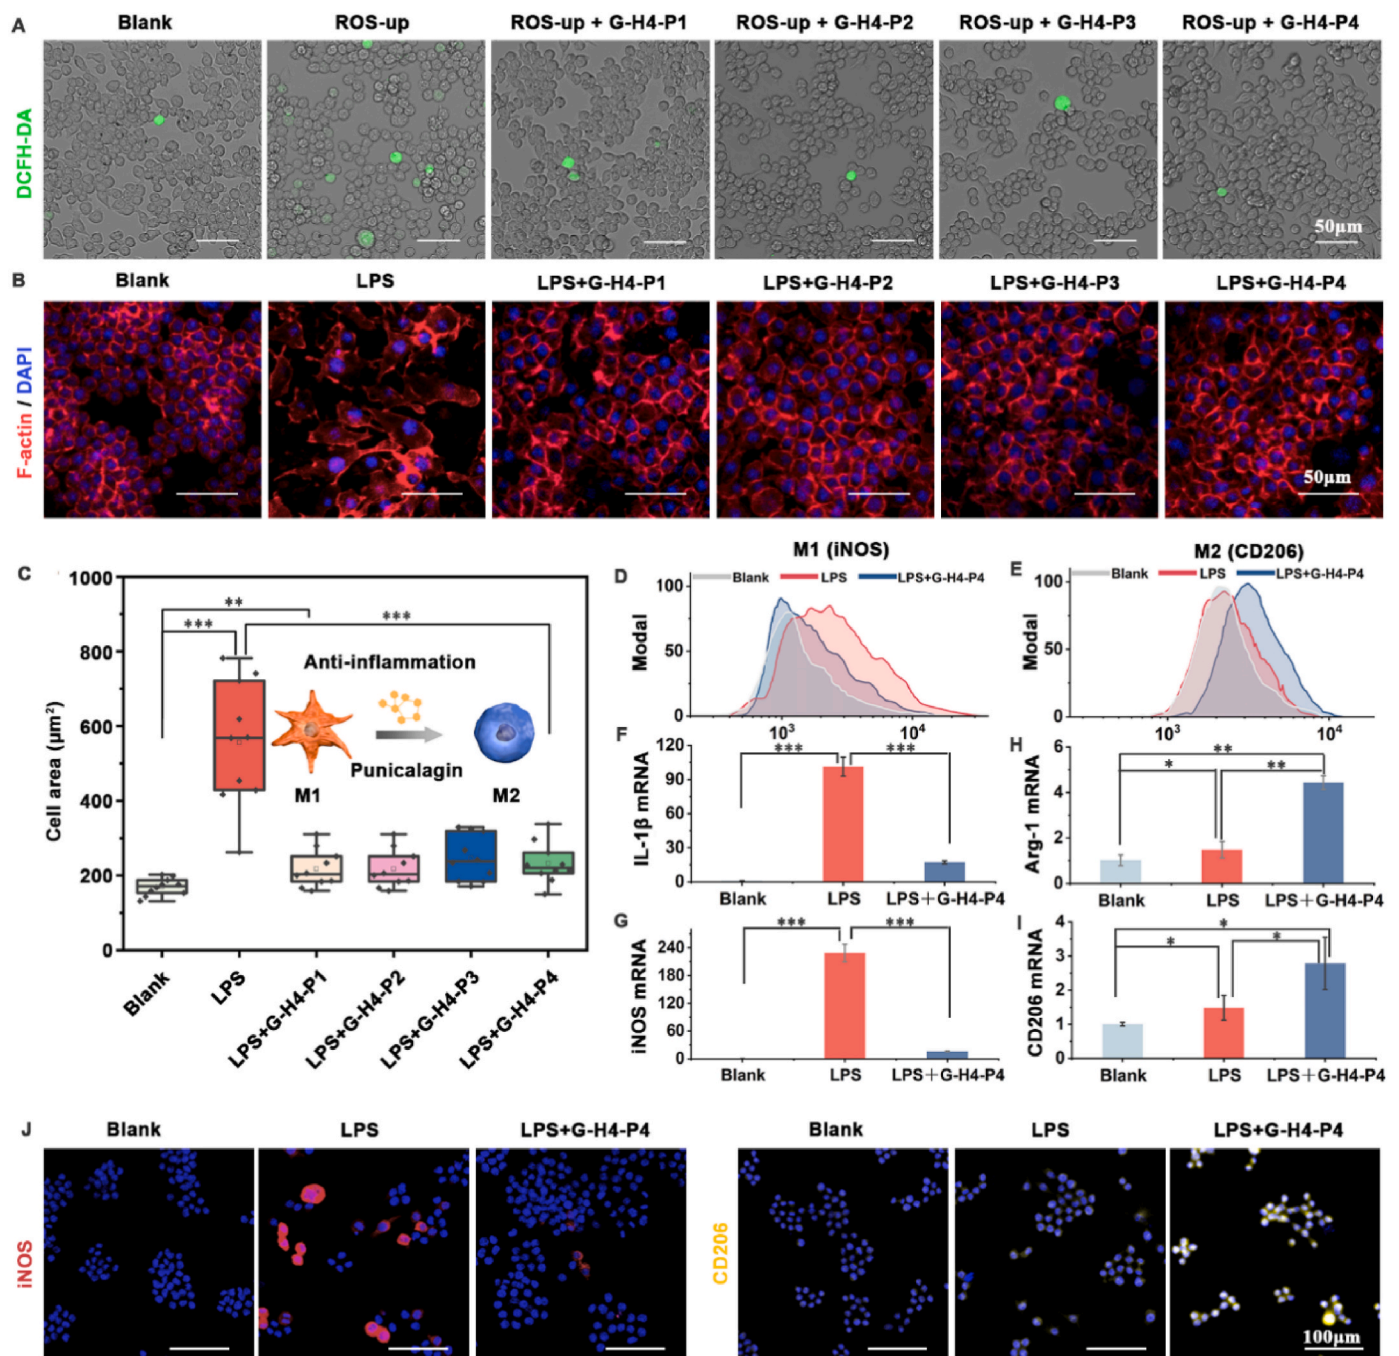 A
Blank
ROS-up
ROS-up + G-H4-P1
ROS-up + G-H4-P2
ROS-up + G-H4-P3
ROS-up + G-H4-P4
DCFH-DA
50μm
B
Blank
LPS
LPS+G-H4-P1
LPS+G-H4-P2
LPS+G-H4-P3
LPS+G-H4-P4
F-actin / DAPI
50μm
C
Cell area (μm²)
1000
800
600
400
200
0
**
***
***
Anti-inflammation
Punicalagin
M1
M2
Blank
LPS
LPS+G-H4-P1
LPS+G-H4-P2
LPS+G-H4-P3
LPS+G-H4-P4
M1 (iNOS)
D
Blank
LPS
LPS+G-H4-P4
Modal
100
50
0
10³
10⁴
M2 (CD206)
E
Blank
LPS
LPS+G-H4-P4
Modal
100
50
0
10³
10⁴
F
IL-1β mRNA
120
90
60
30
0
***
***
Blank
LPS
LPS+G-H4-P4
H
Arg-1 mRNA
6
4
2
0
**
*
**
Blank
LPS
LPS+G-H4-P4
G
iNOS mRNA
240
180
120
60
0
***
***
Blank
LPS
LPS+G-H4-P4
I
CD206 mRNA
4
3
2
1
0
*
*
*
Blank
LPS
LPS+G-H4-P4
J
Blank
LPS
LPS+G-H4-P4
iNOS
Blank
LPS
LPS+G-H4-P4
CD206
100μm